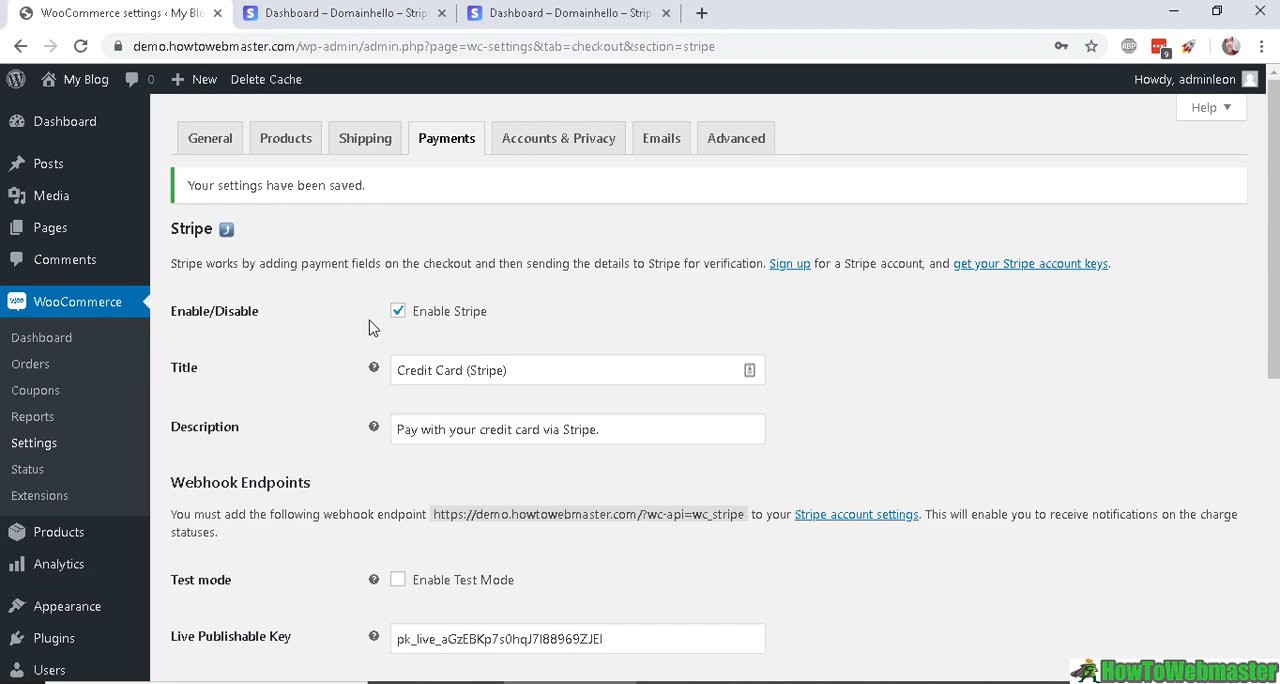 WooCommerce settings ‹ My Blo
Dashboard – Domainhello – Strip
Dashboard – Domainhello – Strip
demo.howtowebmaster.com/wp-admin/admin.php?page=wc-settings&tab=checkout&section=stripe
ABP
9
My Blog
0
New
Delete Cache
Howdy, adminleon
Help ▼
Dashboard
Posts
Media
Pages
Comments
WooCommerce
Dashboard
Orders
Coupons
Reports
Settings
Status
Extensions
Products
Analytics
Appearance
Plugins
Users
General
Products
Shipping
Payments
Accounts & Privacy
Emails
Advanced
Your settings have been saved.
Stripe
Stripe works by adding payment fields on the checkout and then sending the details to Stripe for verification. Sign up for a Stripe account, and get your Stripe account keys.
Enable/Disable
Enable Stripe
Title
Credit Card (Stripe)
Description
Pay with your credit card via Stripe.
Webhook Endpoints
You must add the following webhook endpoint https://demo.howtowebmaster.com/?wc-api=wc_stripe to your Stripe account settings. This will enable you to receive notifications on the charge
statuses.
Test mode
Enable Test Mode
Live Publishable Key
HowToWebmaster